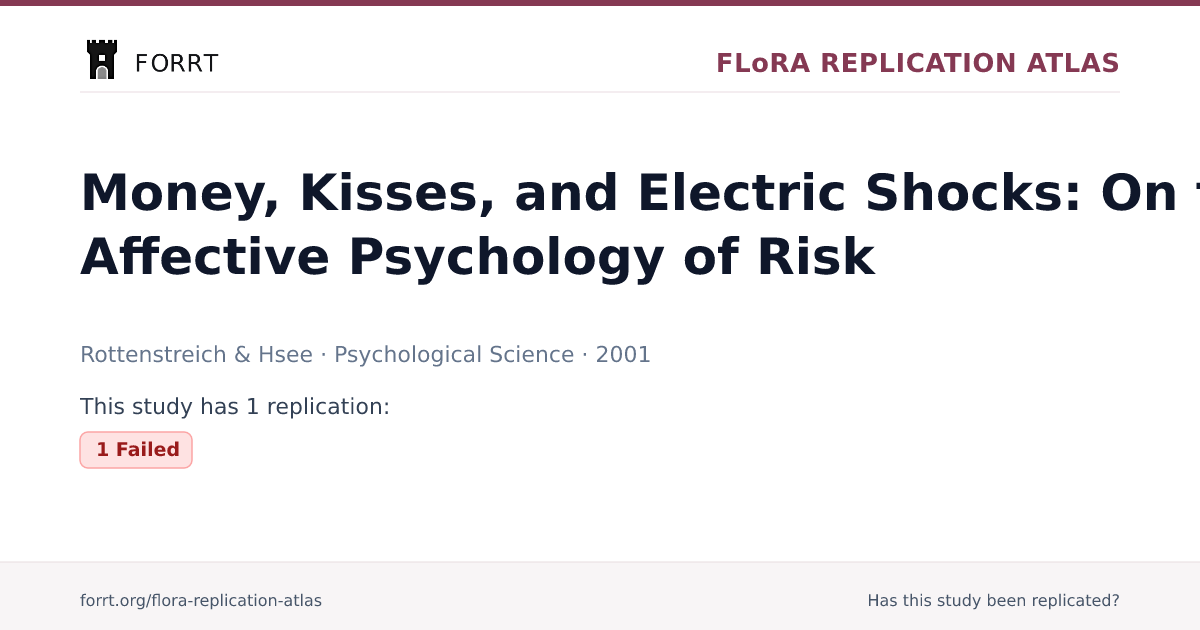 FORRT
FLoRA REPLICATION ATLAS
Money, Kisses, and Electric Shocks: On
Affective Psychology of Risk
Rottenstreich & Hsee · Psychological Science · 2001
This study has 1 replication:
1 Failed
forrt.org/flora-replication-atlas
Has this study been replicated?